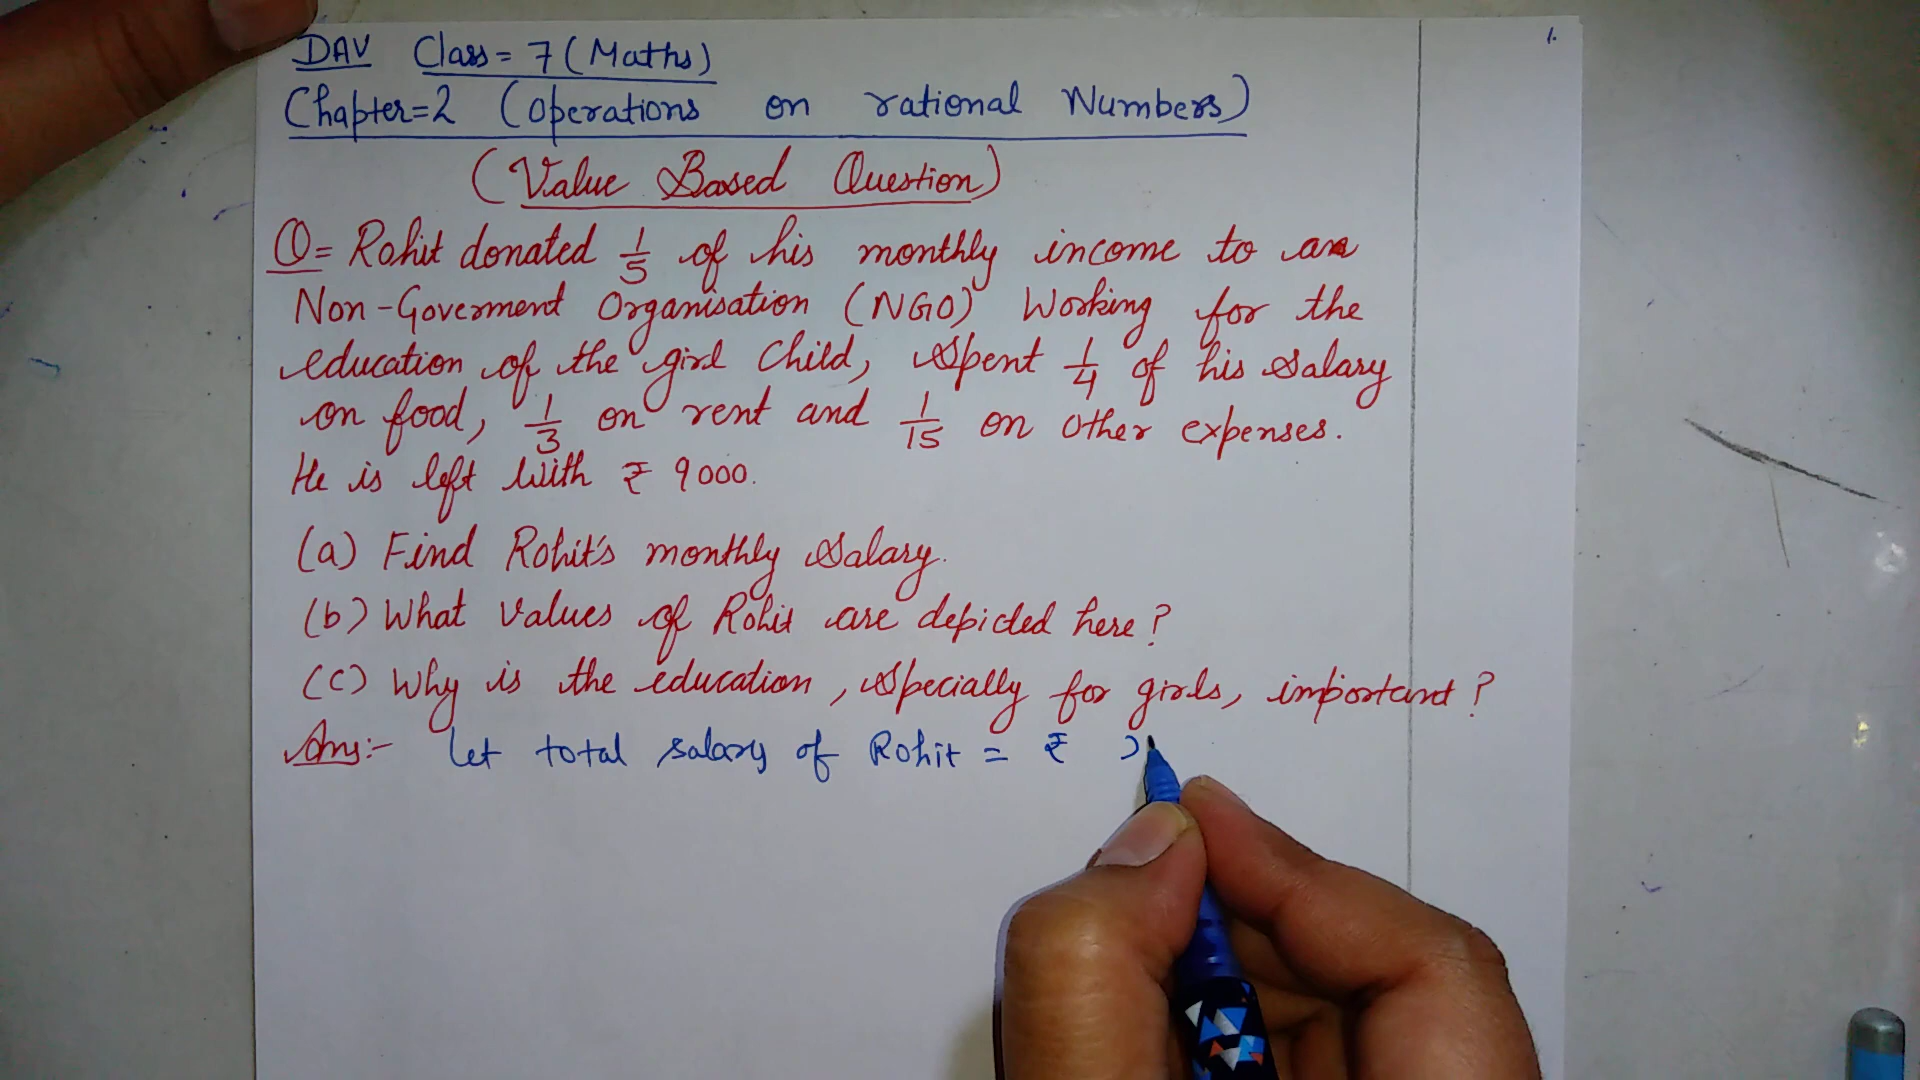 DAV Class = 7 (Maths)
1.
Chapter=2 (Operations on rational Numbers)
(Value Based Question)
Q = Rohit donated 1/5 of his monthly income to an
Non-Goverment Organisation (NGO) Working for the
education of the girl Child, Spent 1/4 of his Salary
on food, 1/3 on rent and 1/15 on other expenses.
He is left with ₹ 9000.
(a) Find Rohit's monthly Salary.
(b) What Values of Rohit are depicted here?
(c) Why is the education, specially for girls, important?
Ans:- let total salary of Rohit = ₹